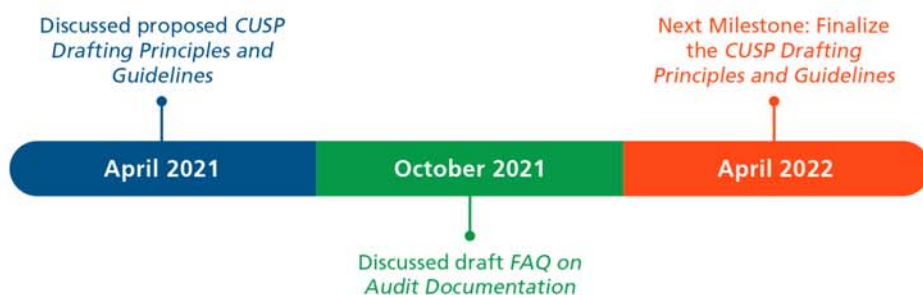 Discussed proposed CUSP
Drafting Principles and
Guidelines
Next Milestone: Finalize
the CUSP Drafting
Principles and Guidelines
April 2021
October 2021
April 2022
Discussed draft FAQ on
Audit Documentation